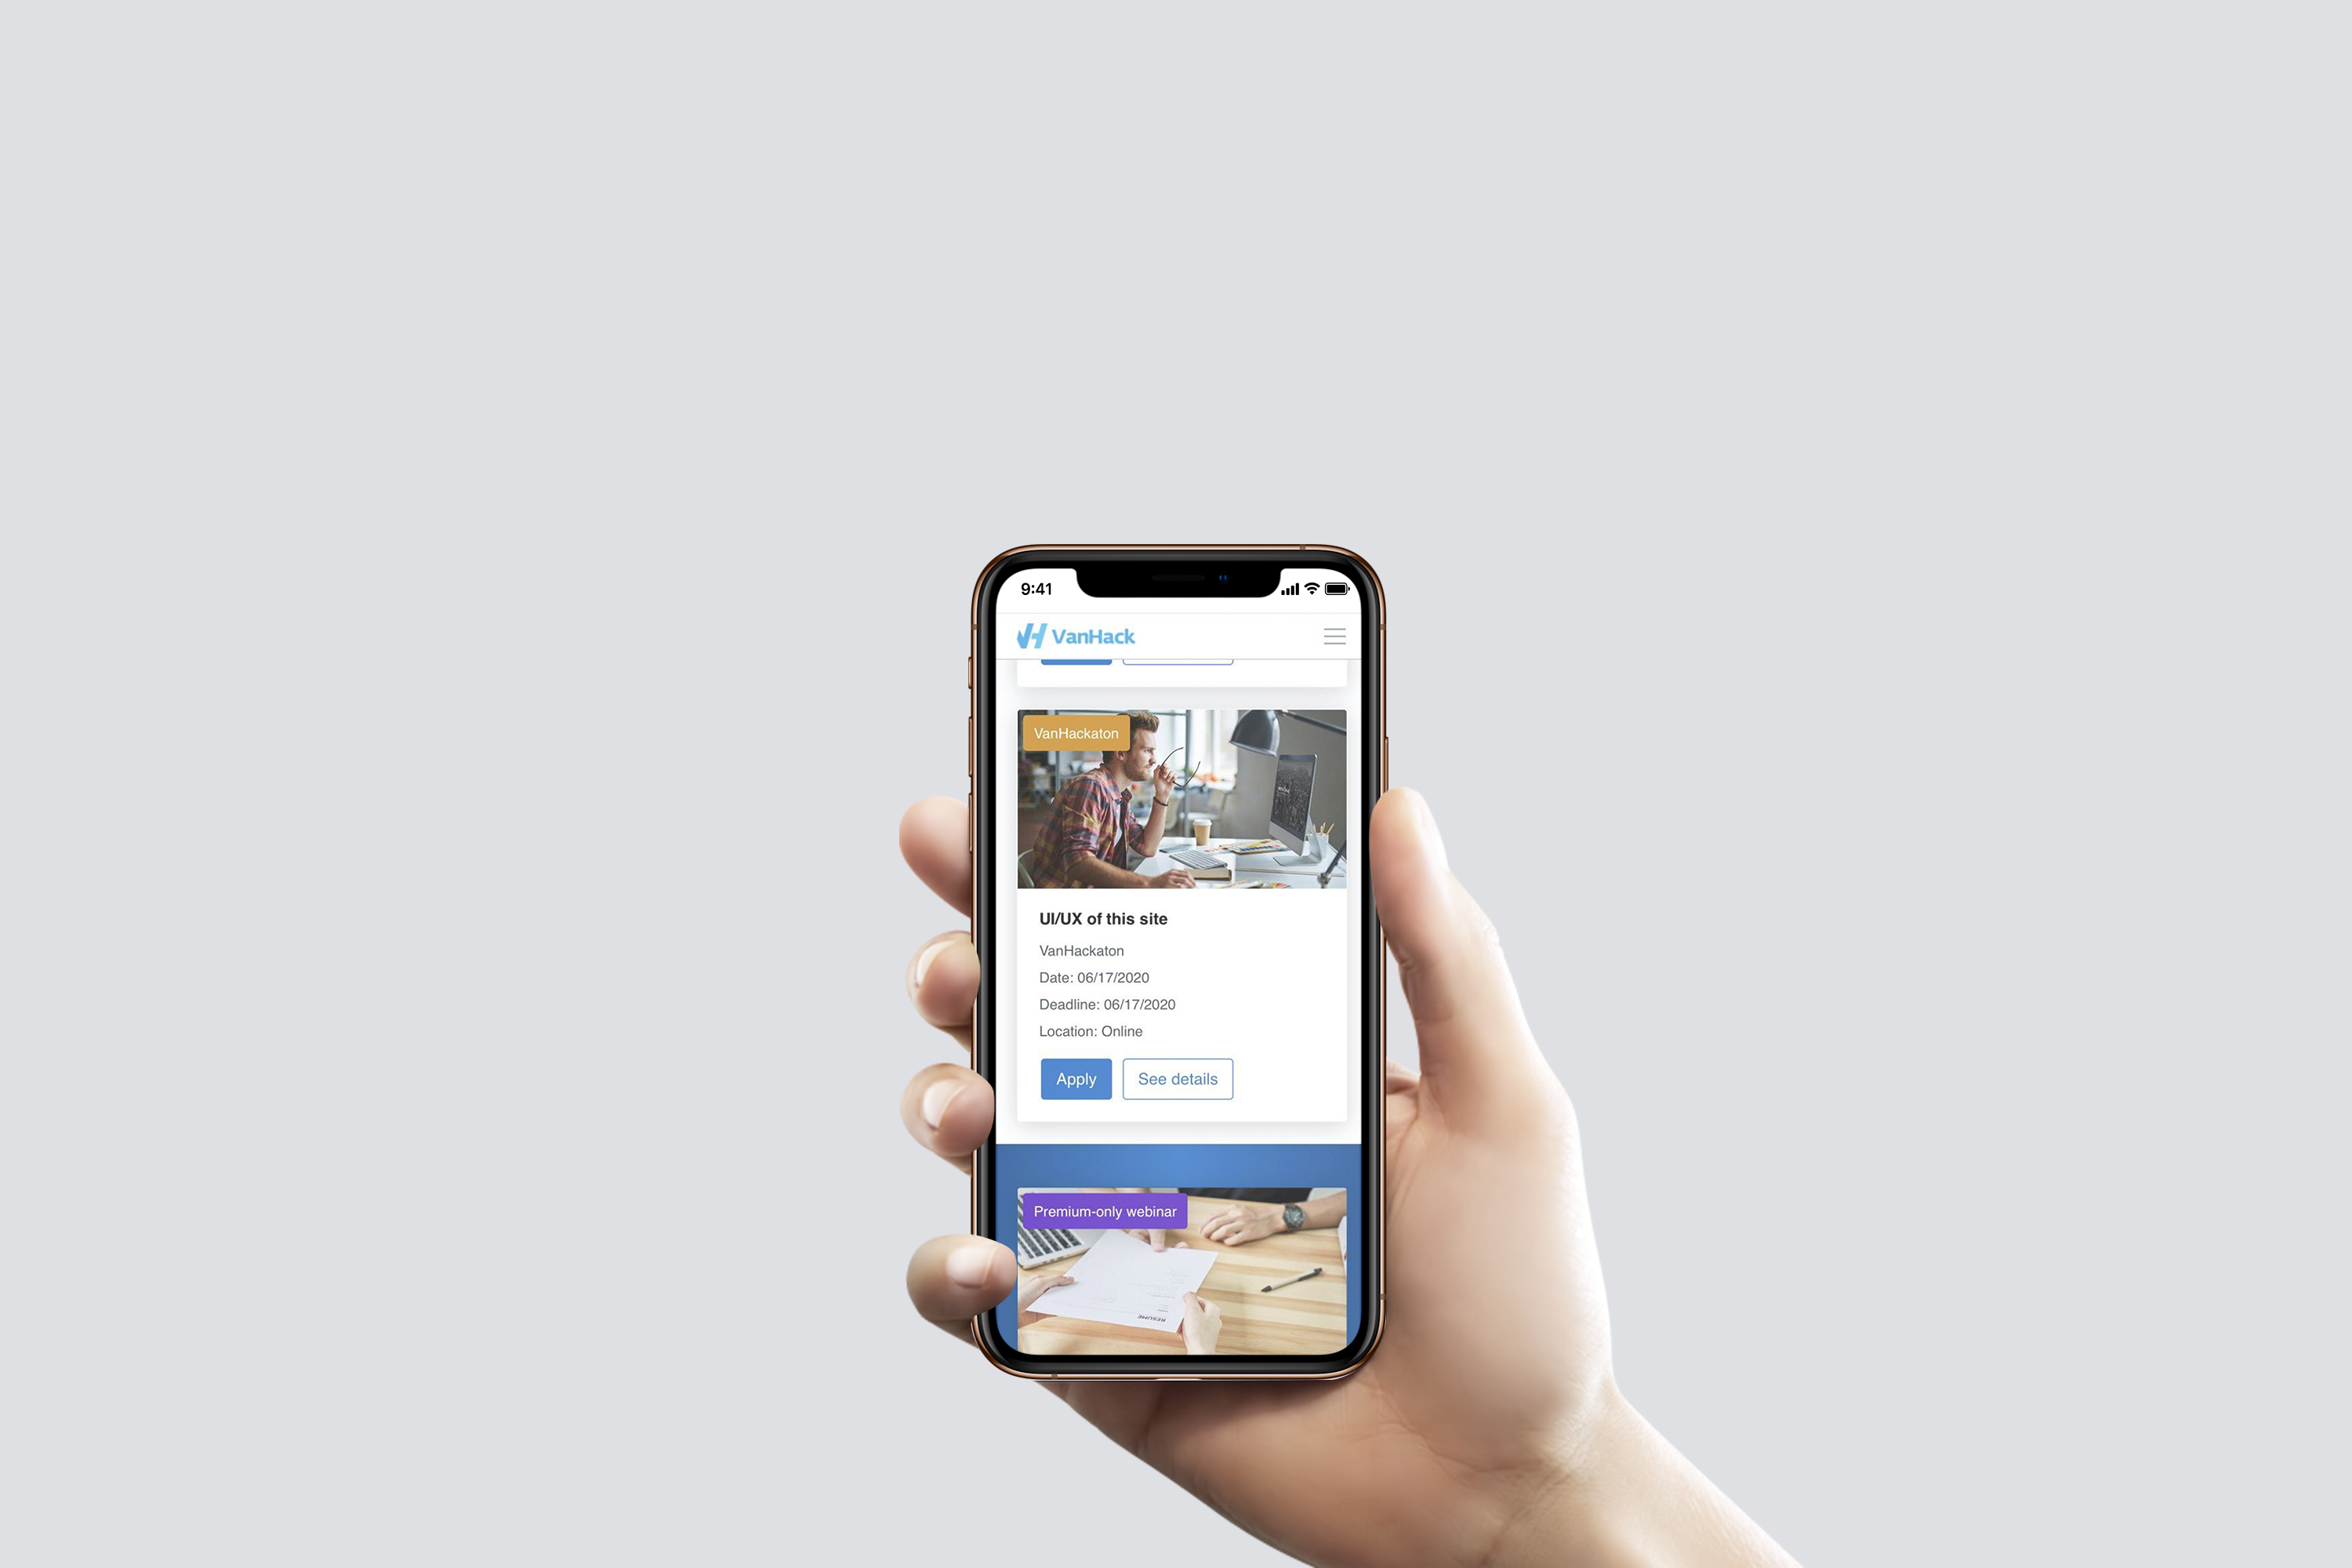 9:41
VanHack
VanHackaton
UI/UX of this site
VanHackaton
Date: 06/17/2020
Deadline: 06/17/2020
Location: Online
Apply
See details
Premium-only webinar
RESUME